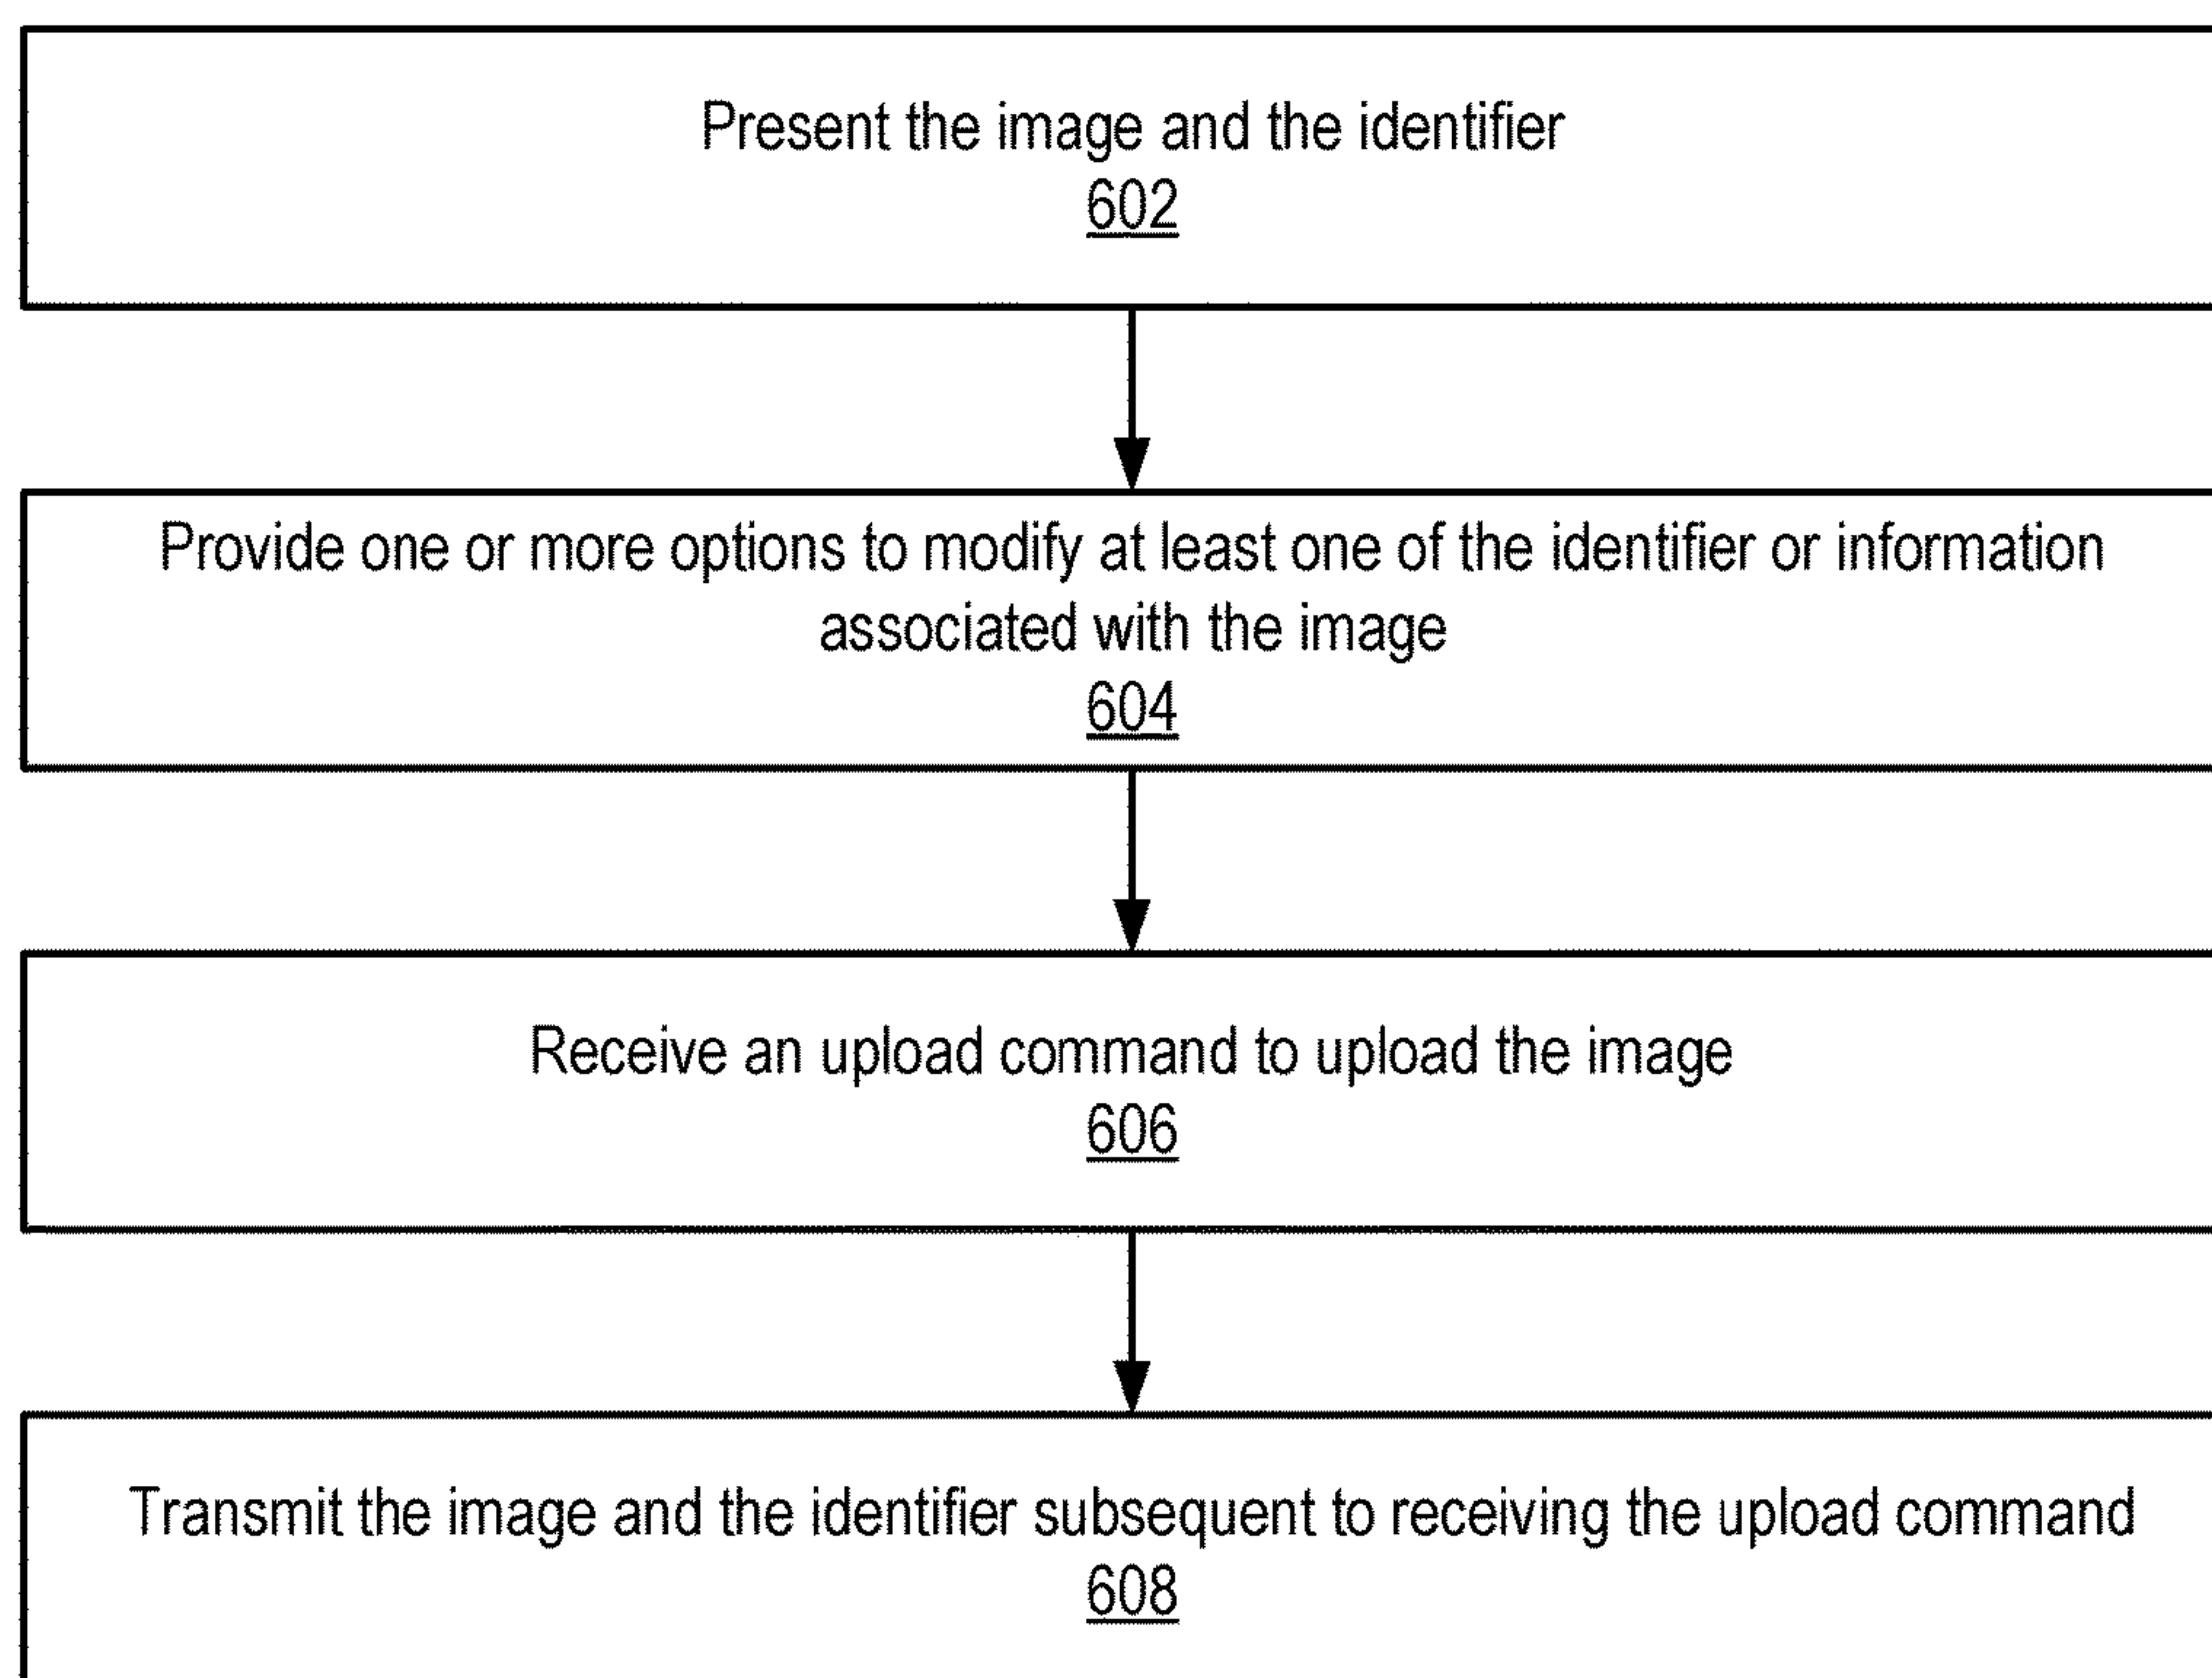 Present the image and the identifier
602
Provide one or more options to modify at least one of the identifier or information
associated with the image
604
Receive an upload command to upload the image
606
Transmit the image and the identifier subsequent to receiving the upload command
608